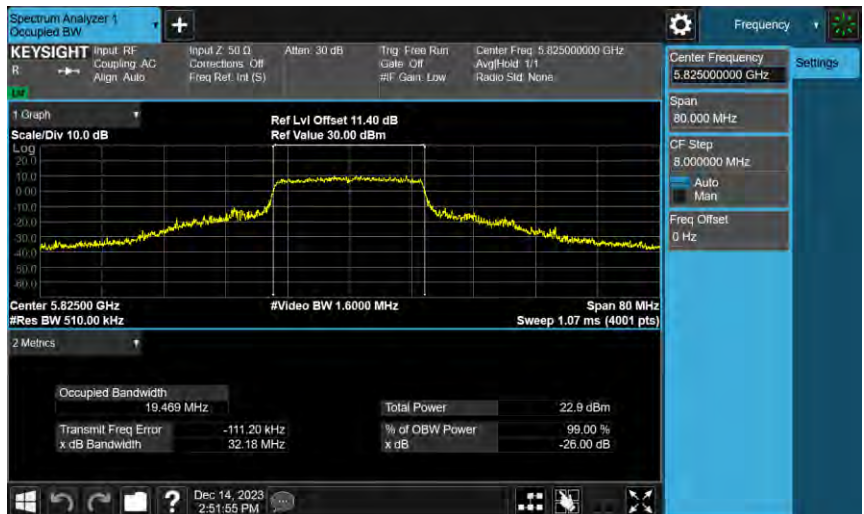 Spectrum Analyzer 1
Occupied BW
Frequency
KEYSIGHT
R
LXI
Input: RF
Coupling: AC
Align: Auto
Input Z: 50 Ω
Corrections: Off
Freq Ref: Int (S)
Atten: 30 dB
Trig: Free Run
Gate: Off
#IF Gain: Low
Center Freq: 5.825000000 GHz
Avg|Hold: 1/1
Radio Std: None
Center Frequency
5.825000000 GHz
Settings
Span
80.000 MHz
CF Step
8.000000 MHz
Auto
Man
Freq Offset
0 Hz
1 Graph
Scale/Div 10.0 dB
Ref Lvl Offset 11.40 dB
Ref Value 30.00 dBm
Log
20.0
10.0
0.00
-10.0
-20.0
-30.0
-40.0
-50.0
-60.0
Center 5.82500 GHz
#Res BW 510.00 kHz
#Video BW 1.6000 MHz
Span 80 MHz
Sweep 1.07 ms (4001 pts)
2 Metrics
Occupied Bandwidth
19.469 MHz
Transmit Freq Error -111.20 kHz
x dB Bandwidth 32.18 MHz
Total Power 22.9 dBm
% of OBW Power 99.00 %
x dB -26.00 dB
?
Dec 14, 2023
2:51:55 PM